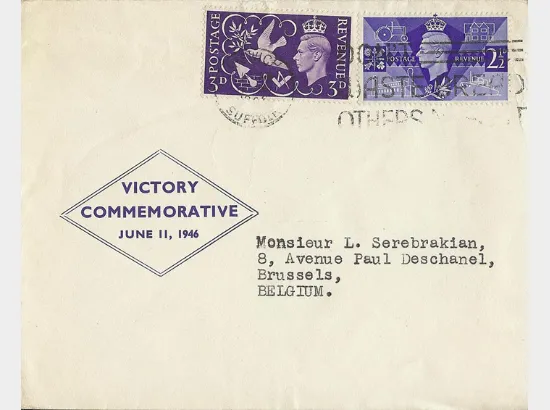 POSTAGE REVENUE
3D 3D
POSTAGE REVENUE
2½D
SUFFOLK
OTHERS
VICTORY
COMMEMORATIVE
JUNE 11, 1946
Monsieur L. Serebrakian,
8, Avenue Paul Deschanel,
Brussels,
BELGIUM.